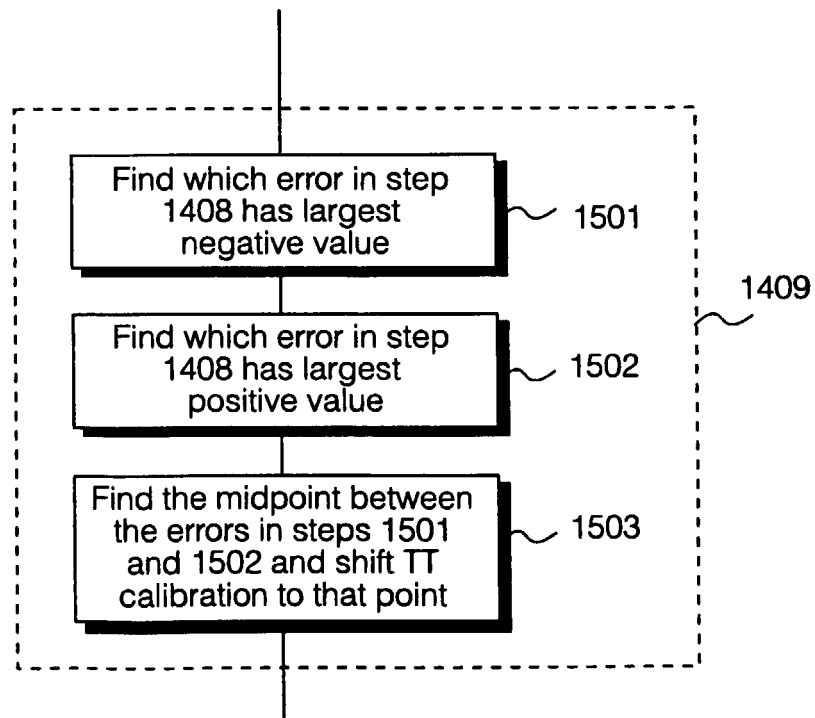 Find which error in step
1408 has largest
negative value
1501
1409
Find which error in step
1408 has largest
positive value
1502
Find the midpoint between
the errors in steps 1501
and 1502 and shift TT
calibration to that point
1503